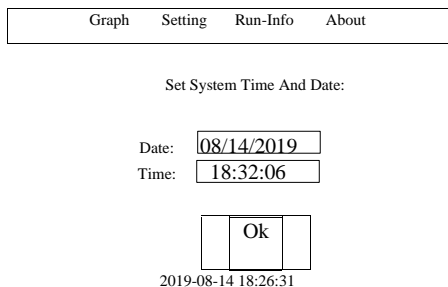 Graph Setting Run-Info About
Set System Time And Date:
Date: 08/14/2019
Time: 18:32:06
Ok
2019-08-14 18:26:31